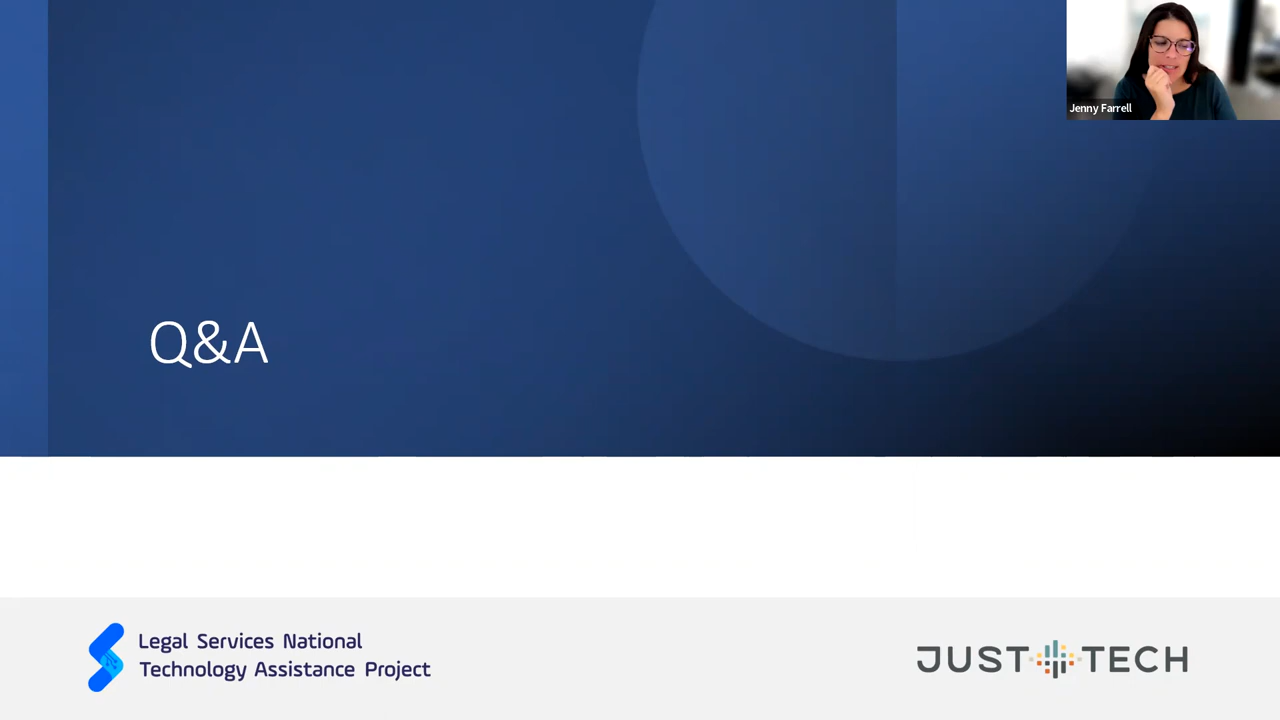 Jenny Farrell
Q&A
Legal Services National
Technology Assistance Project
JUST TECH